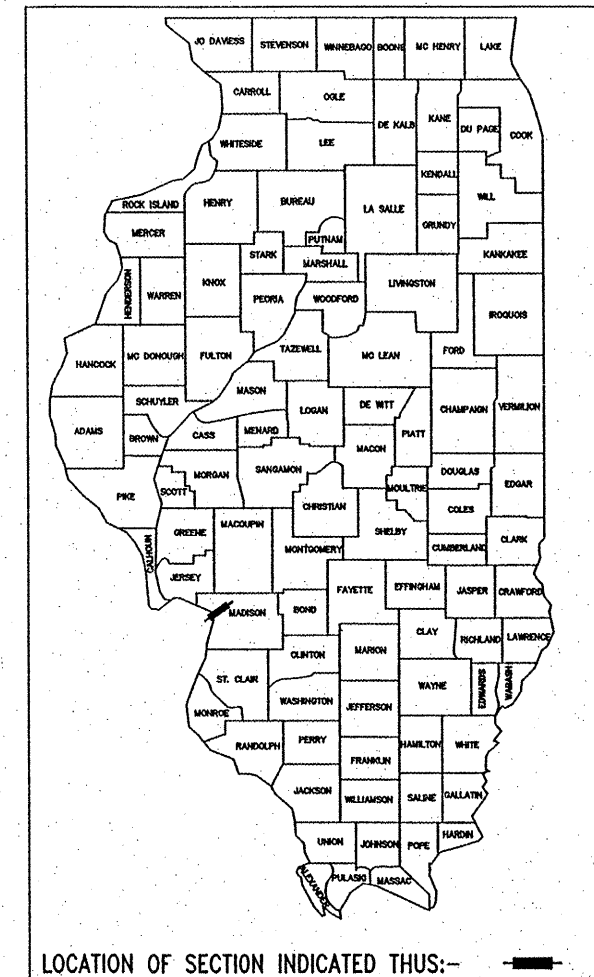 JO DAVIESS STEVENSON WINNEBAGO BOONE MC HENRY LAKE
CARROLL OGLE DE KALB KANE DU PAGE COOK
WHITESIDE LEE
KENDALL WILL
ROCK ISLAND HENRY BUREAU LA SALLE GRUNDY
MERCER PUTNAM
STARK MARSHALL KANKAKEE
HENDERSON WARREN KNOX PEORIA WOODFORD LIVINGSTON IROQUOIS
HANCOCK MC DONOUGH FULTON TAZEWELL MC LEAN FORD
MASON
SCHUYLER LOGAN DE WITT CHAMPAIGN VERMILION
ADAMS BROWN CASS MENARD PIATT
MACON
MORGAN SANGAMON DOUGLAS EDGAR
PIKE SCOTT MOULTRIE
CHRISTIAN COLES
GREENE MACOUPIN SHELBY
CALHOUN MONTGOMERY CUMBERLAND CLARK
JERSEY FAYETTE EFFINGHAM JASPER CRAWFORD
MADISON BOND
CLAY RICHLAND LAWRENCE
CLINTON MARION
ST. CLAIR WAYNE EDWARDS WABASH
WASHINGTON JEFFERSON
MONROE
RANDOLPH PERRY HAMILTON WHITE
FRANKLIN
JACKSON WILLIAMSON SALINE GALLATIN
UNION JOHNSON POPE HARDIN
ALEXANDER PULASKI MASSAC
LOCATION OF SECTION INDICATED THUS:-